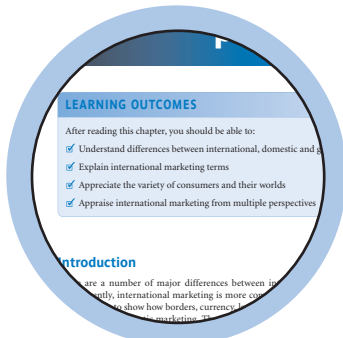 LEARNING OUTCOMES
After reading this chapter, you should be able to:
Understand differences between international, domestic and g
Explain international marketing terms
Appreciate the variety of consumers and their worlds
Appraise international marketing from multiple perspectives
Introduction
are a number of major differences between in
ently, international marketing is more com
to show how borders, currency,
marketing.